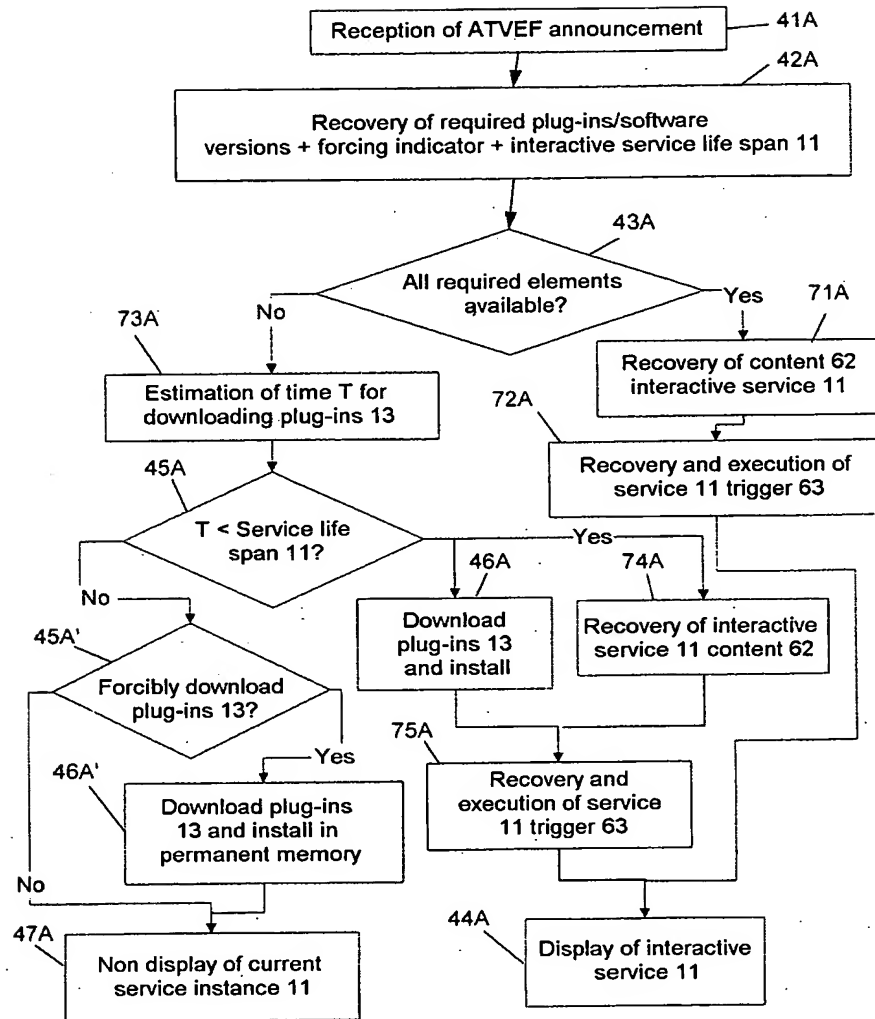 Reception of ATVEF announcement
41A
42A
Recovery of required plug-ins/software
versions + forcing indicator + interactive service life span 11
43A
All required elements
available?
No
Yes
73A
71A
Estimation of time T for
downloading plug-ins 13
Recovery of content 62
interactive service 11
72A
Recovery and execution of
service 11 trigger 63
45A
T < Service life
span 11?
Yes
No
46A
74A
Download
plug-ins 13
and install
Recovery of interactive
service 11 content 62
45A'
Forcibly download
plug-ins 13?
Yes
No
46A'
Download plug-ins
13 and install in
permanent memory
75A
Recovery and
execution of service
11 trigger 63
47A
Non display of current
service instance 11
44A
Display of interactive
service 11